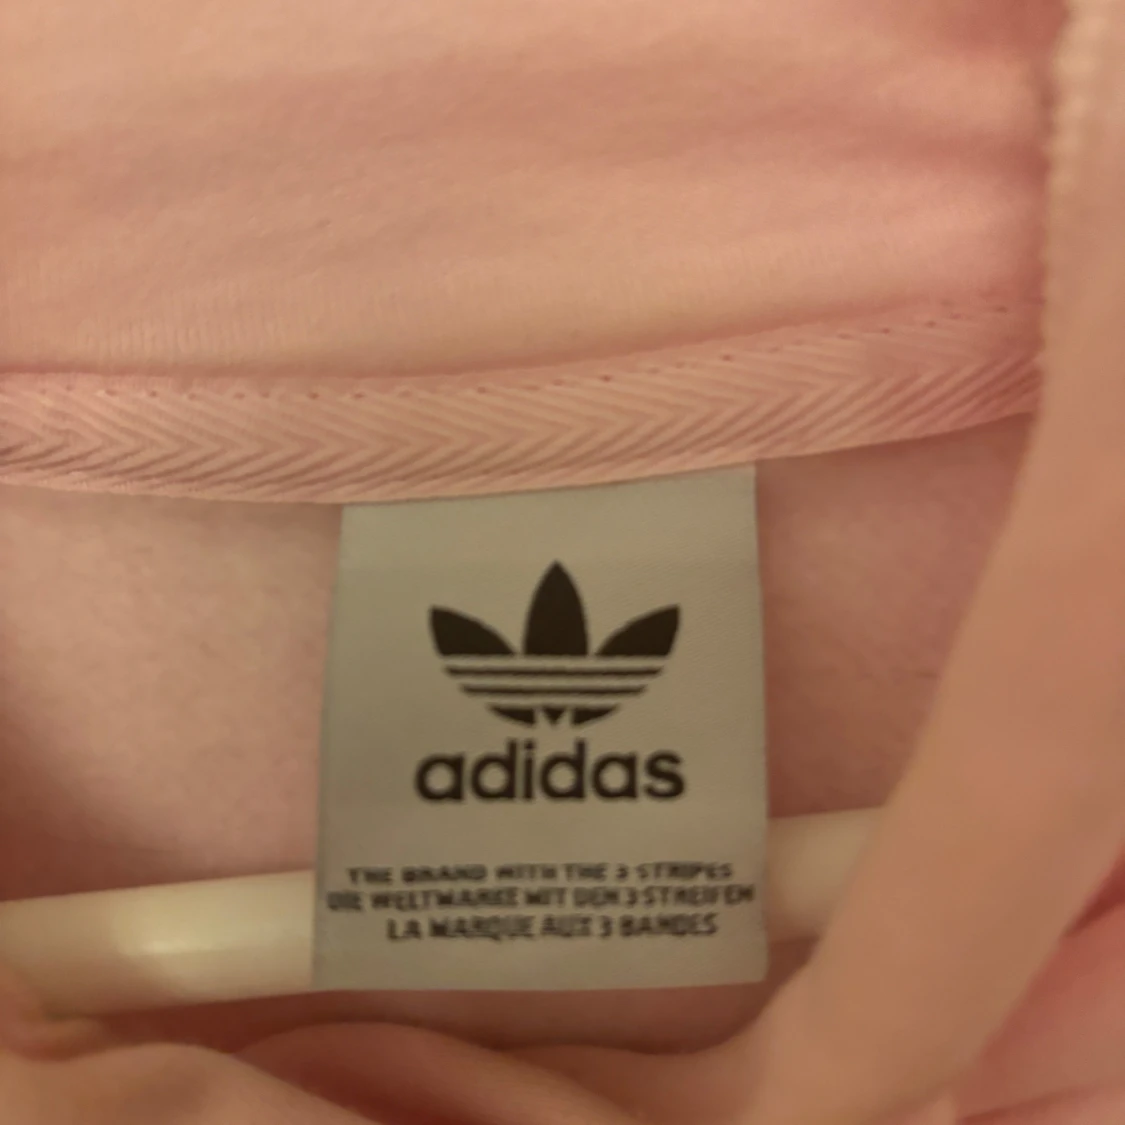 adidas
THE BRAND WITH THE 3 STRIPES
DIE WELTMARKE MIT DEN 3 STREIFEN
LA MARQUE AUX 3 BANDES